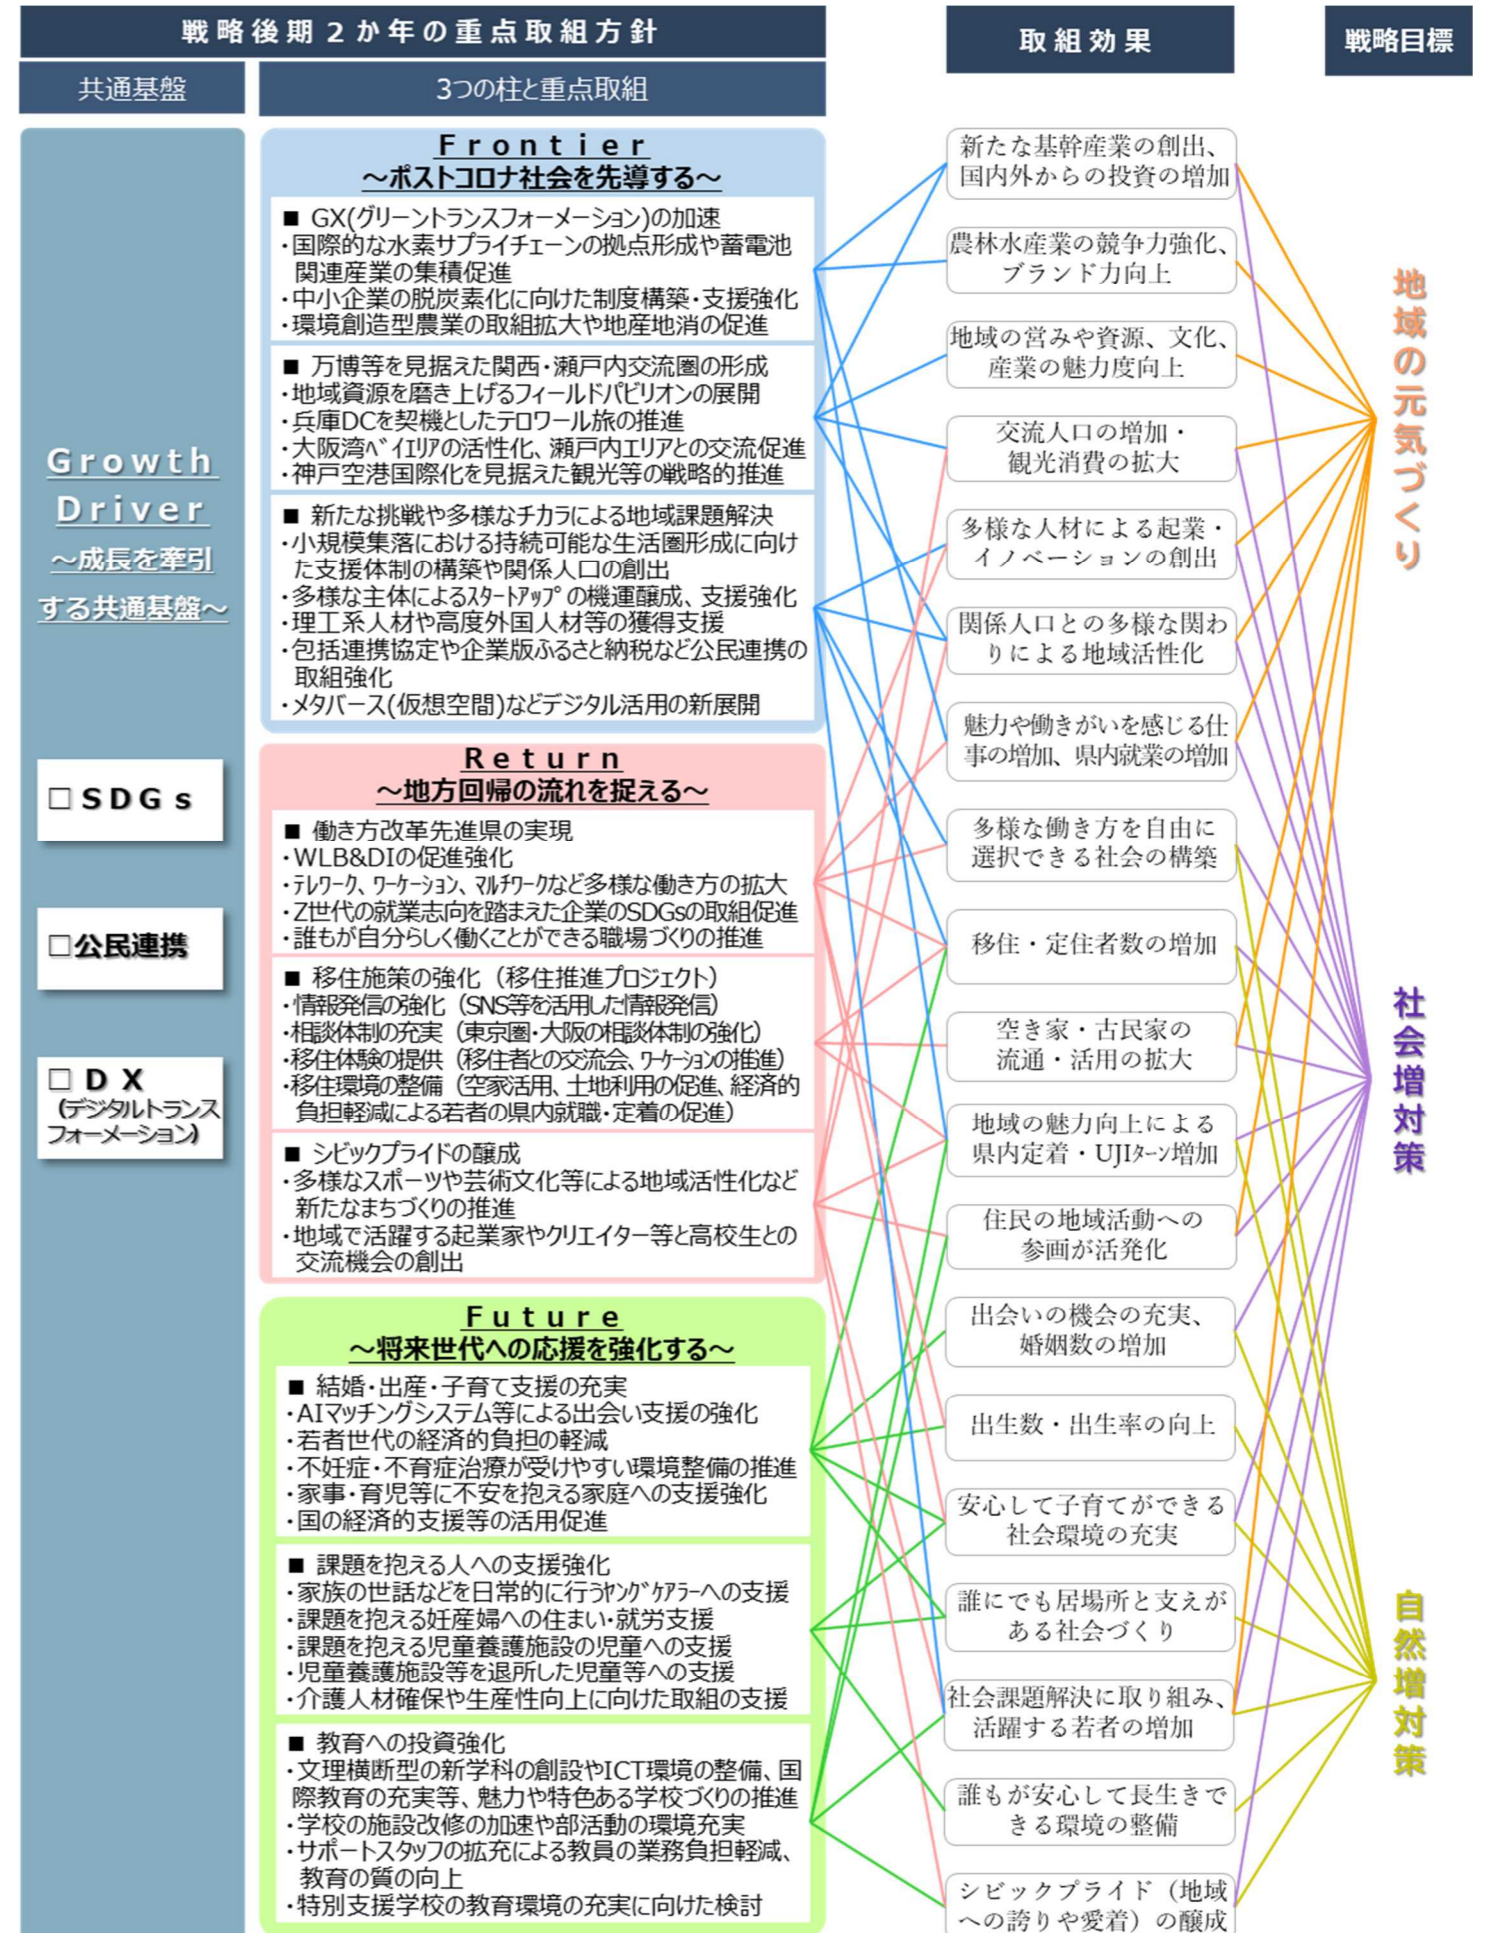 戦略後期２か年の重点取組方針
共通基盤
3つの柱と重点取組
取組効果
戦略目標
Growth
Driver
～成長を牽引
する共通基盤～
□ＳＤＧｓ
□公民連携
□ＤＸ
(デジタルトランス
フォーメーション)
Frontier
～ポストコロナ社会を先導する～
■ GX(グリーントランスフォーメーション)の加速
・国際的な水素サプライチェーンの拠点形成や蓄電池
関連産業の集積促進
・中小企業の脱炭素化に向けた制度構築・支援強化
・環境創造型農業の取組拡大や地産地消の促進
■ 万博等を見据えた関西・瀬戸内交流圏の形成
・地域資源を磨き上げるフィールドパビリオンの展開
・兵庫DCを契機としたテロワール旅の推進
・大阪湾ﾍﾞｲｴﾘｱの活性化、瀬戸内エリアとの交流促進
・神戸空港国際化を見据えた観光等の戦略的推進
■ 新たな挑戦や多様なチカラによる地域課題解決
・小規模集落における持続可能な生活圏形成に向け
た支援体制の構築や関係人口の創出
・多様な主体によるｽﾀｰﾄｱｯﾌﾟの機運醸成、支援強化
・理工系人材や高度外国人材等の獲得支援
・包括連携協定や企業版ふるさと納税など公民連携の
取組強化
・メタバース(仮想空間)などデジタル活用の新展開
Return
～地方回帰の流れを捉える～
■ 働き方改革先進県の実現
・WLB&DIの促進強化
・ﾃﾚﾜｰｸ、ﾜｰｹｰｼｮﾝ、ﾏﾙﾁﾜｰｸなど多様な働き方の拡大
・Z世代の就業志向を踏まえた企業のSDGsの取組促進
・誰もが自分らしく働くことができる職場づくりの推進
■ 移住施策の強化（移住推進プロジェクト）
・情報発信の強化（SNS等を活用した情報発信）
・相談体制の充実（東京圏・大阪の相談体制の強化）
・移住体験の提供（移住者との交流会、ﾜｰｹｰｼｮﾝの推進）
・移住環境の整備（空家活用、土地利用の促進、経済的
負担軽減による若者の県内就職・定着の促進）
■ シビックプライドの醸成
・多様なスポーツや芸術文化等による地域活性化など
新たなまちづくりの推進
・地域で活躍する起業家やクリエイター等と高校生との
交流機会の創出
Future
～将来世代への応援を強化する～
■ 結婚・出産・子育て支援の充実
・AIマッチングシステム等による出会い支援の強化
・若者世代の経済的負担の軽減
・不妊症・不育症治療が受けやすい環境整備の推進
・家事・育児等に不安を抱える家庭への支援強化
・国の経済的支援等の活用促進
■ 課題を抱える人への支援強化
・家族の世話などを日常的に行うﾔﾝｸﾞｹｱﾗｰへの支援
・課題を抱える妊産婦への住まい・就労支援
・課題を抱える児童養護施設の児童への支援
・児童養護施設等を退所した児童等への支援
・介護人材確保や生産性向上に向けた取組の支援
■ 教育への投資強化
・文理横断型の新学科の創設やICT環境の整備、国
際教育の充実等、魅力や特色ある学校づくりの推進
・学校の施設改修の加速や部活動の環境充実
・サポートスタッフの拡充による教員の業務負担軽減、
教育の質の向上
・特別支援学校の教育環境の充実に向けた検討
新たな基幹産業の創出、
国内外からの投資の増加
農林水産業の競争力強化、
ブランド力向上
地域の営みや資源、文化、
産業の魅力度向上
交流人口の増加・
観光消費の拡大
多様な人材による起業・
イノベーションの創出
関係人口との多様な関わ
りによる地域活性化
魅力や働きがいを感じる仕
事の増加、県内就業の増加
多様な働き方を自由に
選択できる社会の構築
移住・定住者数の増加
空き家・古民家の
流通・活用の拡大
地域の魅力向上による
県内定着・UJIﾀｰﾝ増加
住民の地域活動への
参画が活発化
出会いの機会の充実、
婚姻数の増加
出生数・出生率の向上
安心して子育てができる
社会環境の充実
誰にでも居場所と支えが
ある社会づくり
社会課題解決に取り組み、
活躍する若者の増加
誰もが安心して長生きで
きる環境の整備
シビックプライド（地域
への誇りや愛着）の醸成
地域の元気づくり
社会増対策
自然増対策